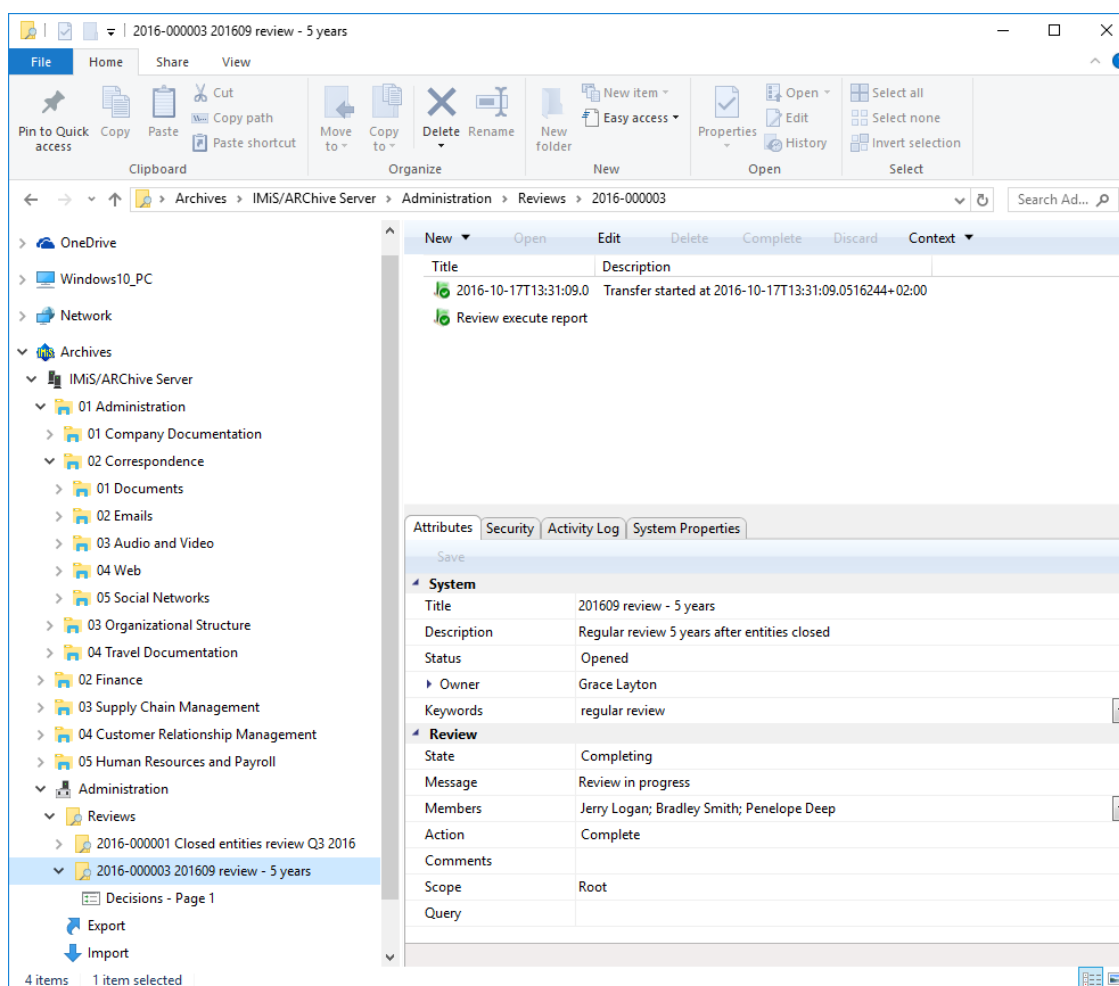 2016-000003 201609 review - 5 years
File Home Share View
Pin to Quick access
Copy
Paste
Cut
Copy path
Paste shortcut
Clipboard
Move to
Copy to
Delete
Rename
Organize
New folder
New item
Easy access
New
Properties
Open
Edit
History
Open
Select all
Select none
Invert selection
Select
Archives > IMiS/ARChive Server > Administration > Reviews > 2016-000003
Search Ad...
OneDrive
Windows10_PC
Network
Archives
IMiS/ARChive Server
01 Administration
01 Company Documentation
02 Correspondence
01 Documents
02 Emails
03 Audio and Video
04 Web
05 Social Networks
03 Organizational Structure
04 Travel Documentation
02 Finance
03 Supply Chain Management
04 Customer Relationship Management
05 Human Resources and Payroll
Administration
Reviews
2016-000001 Closed entities review Q3 2016
2016-000003 201609 review - 5 years
Decisions - Page 1
Export
Import
New Open Edit Delete Complete Discard Context
Title Description
2016-10-17T13:31:09.0 Transfer started at 2016-10-17T13:31:09.0516244+02:00
Review execute report
Attributes Security Activity Log System Properties
Save
System
Title 201609 review - 5 years
Description Regular review 5 years after entities closed
Status Opened
Owner Grace Layton
Keywords regular review
Review
State Completing
Message Review in progress
Members Jerry Logan; Bradley Smith; Penelope Deep
Action Complete
Comments
Scope Root
Query
4 items 1 item selected